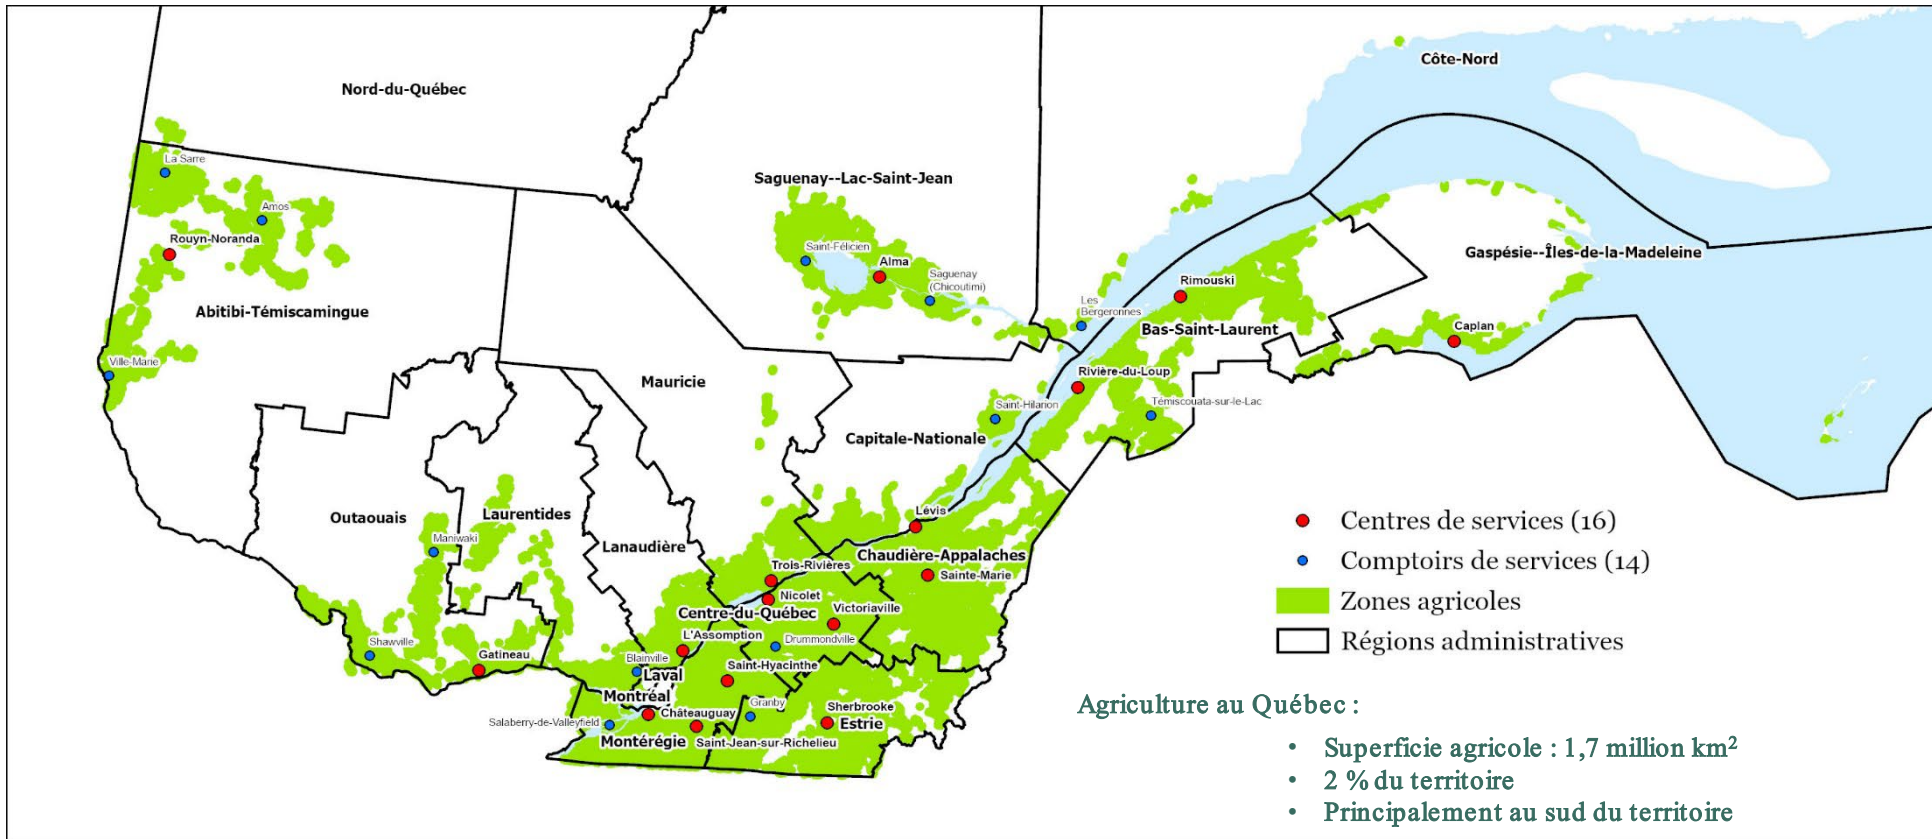 Nord-du-Québec
Côte-Nord
La Sarre
Amos
Rouyn-Noranda
Abitibi-Témiscamingue
Ville-Marie
Saguenay--Lac-Saint-Jean
Saint-Félicien
Alma
Saguenay
(Chicoutimi)
Les
Bergeronnes
Rimouski
Bas-Saint-Laurent
Gaspésie--Îles-de-la-Madeleine
Caplan
Rivière-du-Loup
Témiscouata-sur-le-Lac
Mauricie
Saint-Hilarion
Capitale-Nationale
Outaouais
Maniwaki
Laurentides
Lanaudière
Lévis
Chaudière-Appalaches
Sainte-Marie
Trois-Rivières
Nicolet
Centre-du-Québec
Victoriaville
Drummondville
L'Assomption
Shawville
Gatineau
Blainville
Laval
Saint-Hyacinthe
Montréal
Châteauguay
Granby
Sherbrooke
Estrie
Salaberry-de-Valleyfield
Montérégie
Saint-Jean-sur-Richelieu
Centres de services (16)
Comptoirs de services (14)
Zones agricoles
Régions administratives
Agriculture au Québec :
• Superficie agricole : 1,7 million km²
• 2 % du territoire
• Principalement au sud du territoire